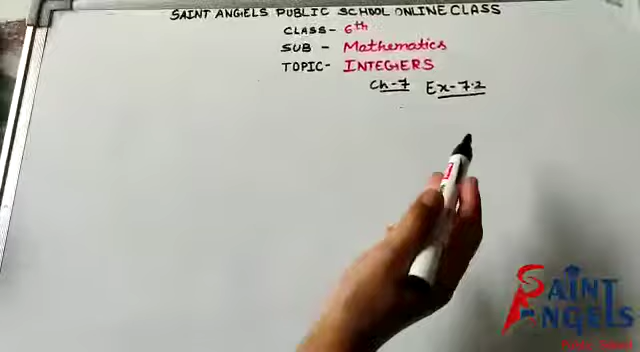 SAINT ANGELS PUBLIC SCHOOL ONLINE CLASS
CLASS - 6th
SUB - Mathematics
TOPIC - INTEGERS
Ch-7 Ex-7.2
SAINT
ANGELS